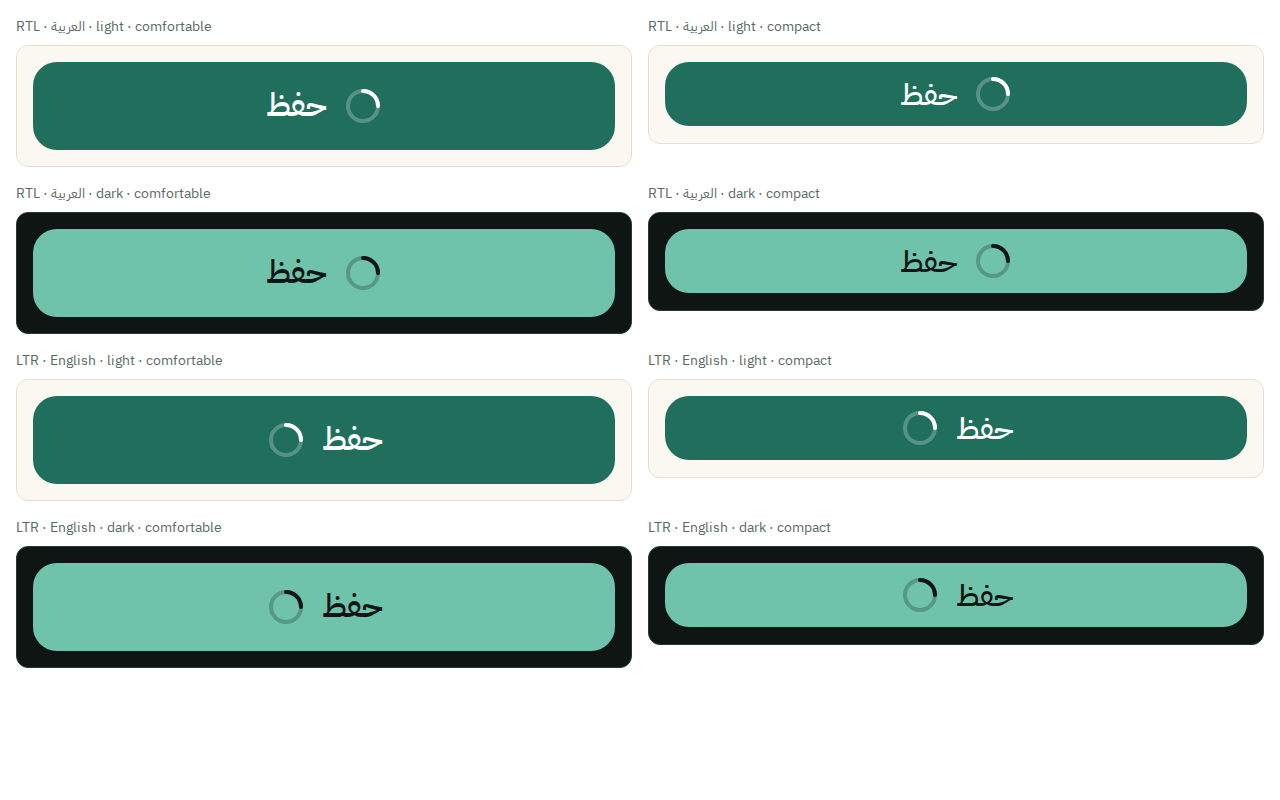 RTL · العربية · light · comfortable
حفظ
RTL · العربية · light · compact
حفظ
RTL · العربية · dark · comfortable
حفظ
RTL · العربية · dark · compact
حفظ
LTR · English · light · comfortable
حفظ
LTR · English · light · compact
حفظ
LTR · English · dark · comfortable
حفظ
LTR · English · dark · compact
حفظ